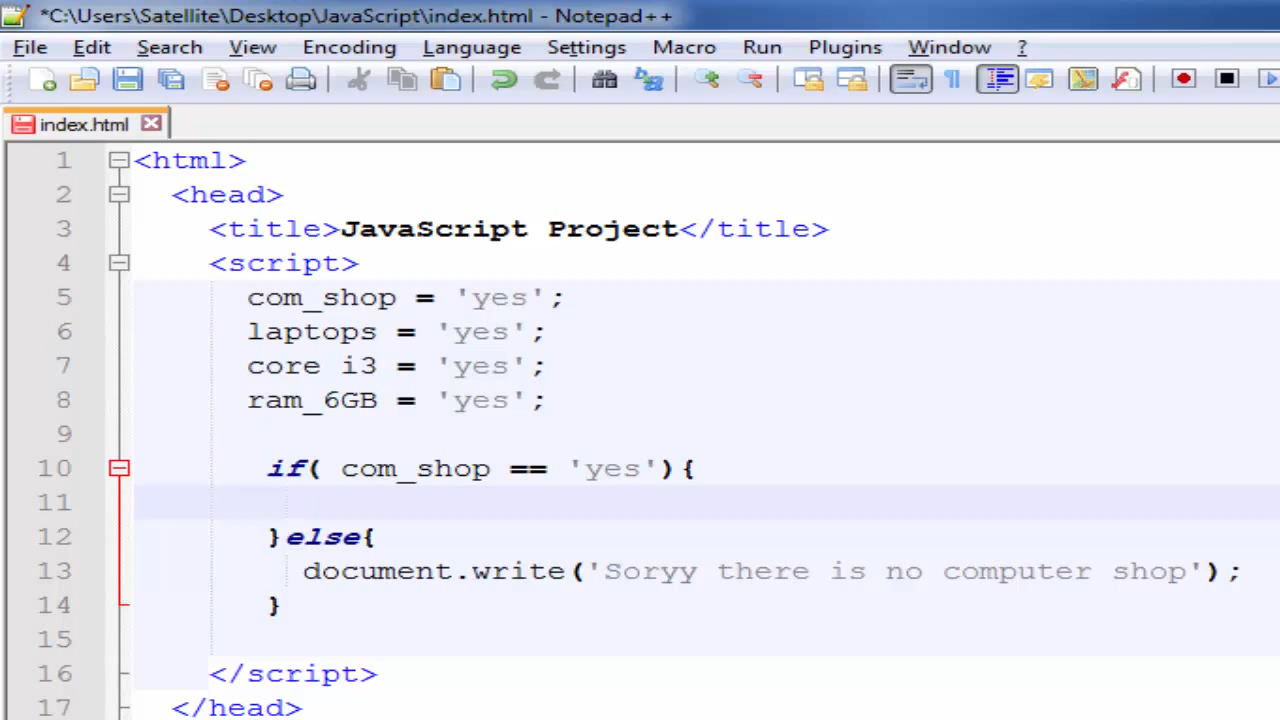 *C:\Users\Satellite\Desktop\JavaScript\index.html - Notepad++
File Edit Search View Encoding Language Settings Macro Run Plugins Window ?
index.html
1 <html>
2 <head>
3 <title>JavaScript Project</title>
4 <script>
5 com_shop = 'yes';
6 laptops = 'yes';
7 core i3 = 'yes';
8 ram_6GB = 'yes';
9
10 if( com_shop == 'yes'){
11
12 }else{
13 document.write('Soryy there is no computer shop');
14 }
15
16 </script>
17 </head>